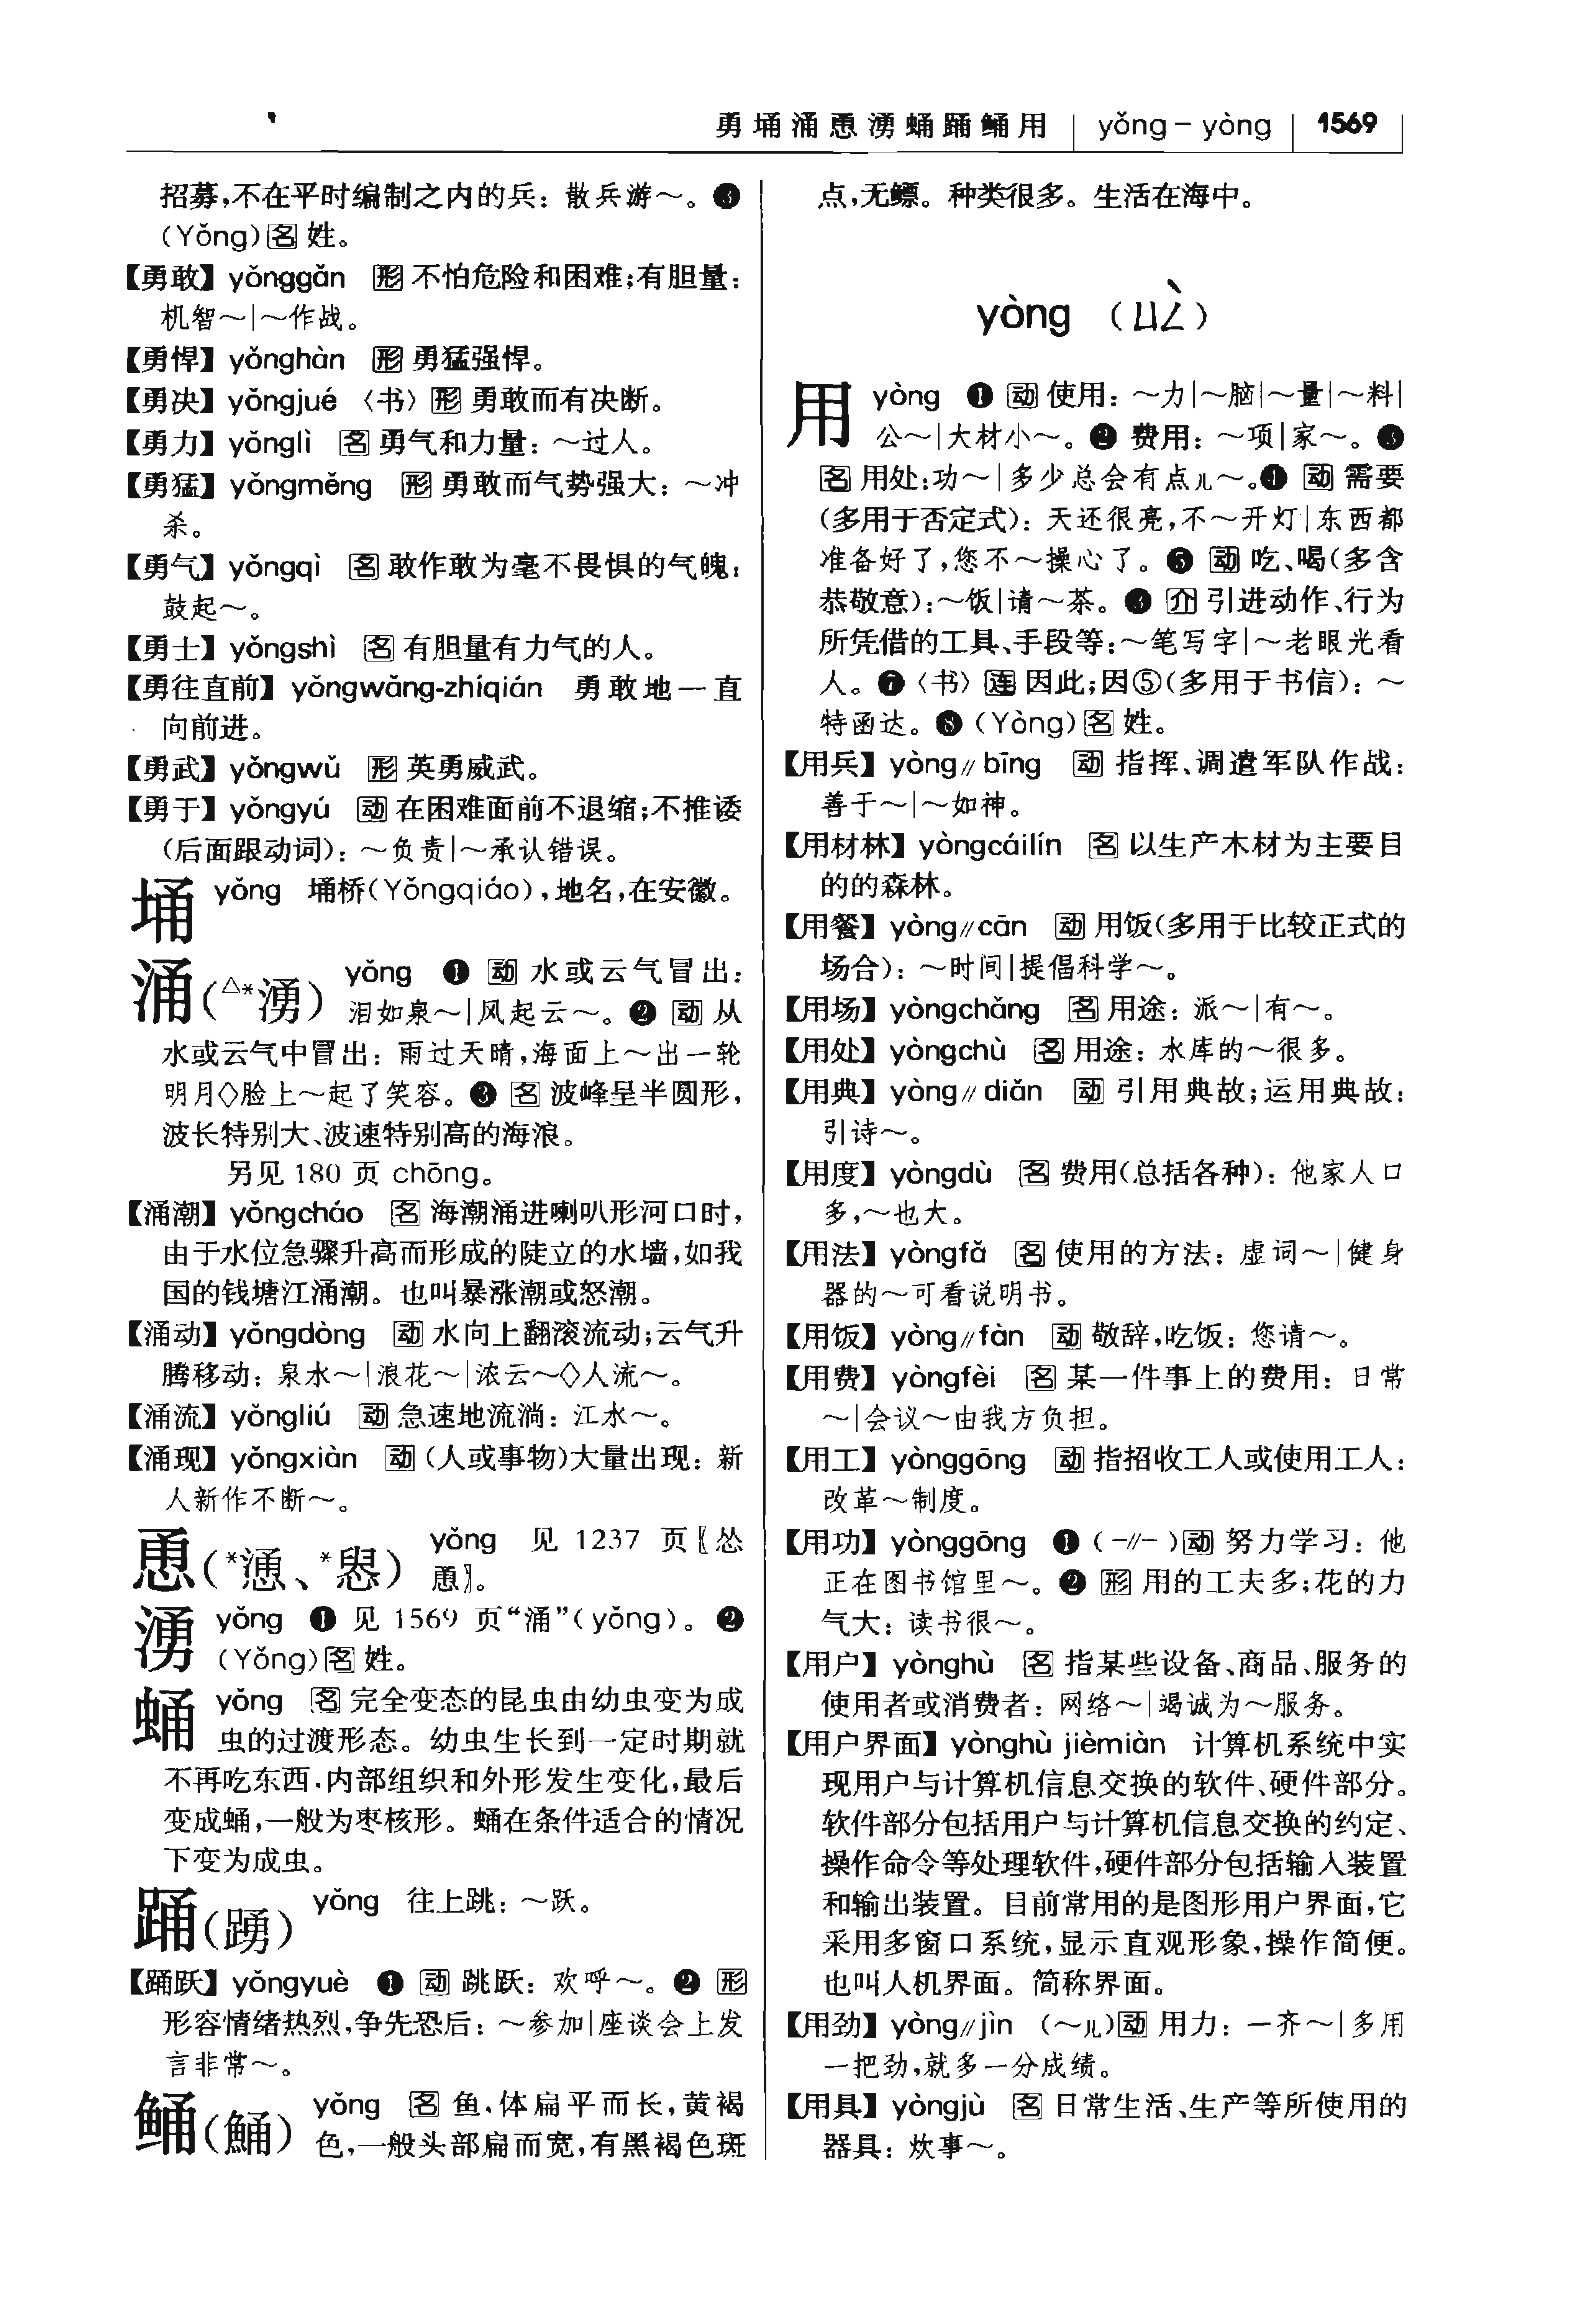 勇埇涌恿湧蛹踊鲬用 yǒng－yòng 1569
招募,不在平时编制之内的兵：散兵游～。❸
(Yǒng)名 姓。
【勇敢】yǒnggǎn 形 不怕危险和困难;有胆量：
机智～|～作战。
【勇悍】yǒnghàn 形 勇猛强悍。
【勇决】yǒngjué 〈书〉形 勇敢而有决断。
【勇力】yǒnglì 名 勇气和力量：～过人。
【勇猛】yǒngměng 形 勇敢而气势强大：～冲
杀。
【勇气】yǒngqì 名 敢作敢为毫不畏惧的气魄：
鼓起～。
【勇士】yǒngshì 名 有胆量有力气的人。
【勇往直前】yǒngwǎng-zhíqián 勇敢地一直
向前进。
【勇武】yǒngwǔ 形 英勇威武。
【勇于】yǒngyú 动 在困难面前不退缩;不推诿
(后面跟动词)：～负责|～承认错误。
埇 yǒng 埇桥(Yǒngqiáo),地名,在安徽。
涌(△*湧) yǒng ❶ 动 水或云气冒出：
泪如泉～|风起云～。❷ 动 从
水或云气中冒出：雨过天晴,海面上～出一轮
明月◇脸上～起了笑容。❸ 名 波峰呈半圆形,
波长特别大、波速特别高的海浪。
另见 180 页 chōng。
【涌潮】yǒngcháo 名 海潮涌进喇叭形河口时,
由于水位急骤升高而形成的陡立的水墙,如我
国的钱塘江涌潮。也叫暴涨潮或怒潮。
【涌动】yǒngdòng 动 水向上翻滚流动;云气升
腾移动：泉水～|浪花～|浓云～◇人流～。
【涌流】yǒngliú 动 急速地流淌：江水～。
【涌现】yǒngxiàn 动 (人或事物)大量出现：新
人新作不断～。
恿(*慂、*㦷) yǒng 见 1237 页〖怂
恿〗。
湧 yǒng ❶ 见 1569 页“涌”(yǒng)。❷
(Yǒng)名 姓。
蛹 yǒng 名 完全变态的昆虫由幼虫变为成
虫的过渡形态。幼虫生长到一定时期就
不再吃东西,内部组织和外形发生变化,最后
变成蛹,一般为枣核形。蛹在条件适合的情况
下变为成虫。
踊(踴) yǒng 往上跳：～跃。
【踊跃】yǒngyuè ❶ 动 跳跃：欢呼～。❷ 形
形容情绪热烈,争先恐后：～参加|座谈会上发
言非常～。
鲬(鯒) yǒng 名 鱼,体扁平而长,黄褐
色,一般头部扁而宽,有黑褐色斑
点,无鳔。种类很多。生活在海中。
yòng (ㄩㄥˋ)
用 yòng ❶ 动 使用：～力|～脑|～量|～料|
公～|大材小～。❷ 费用：～项|家～。❸
名 用处:功～|多少总会有点儿～。❹ 动 需要
(多用于否定式)：天还很亮,不～开灯|东西都
准备好了,您不～操心了。❺ 动 吃、喝(多含
恭敬意):～饭|请～茶。❻ 介 引进动作、行为
所凭借的工具、手段等:～笔写字|～老眼光看
人。❼〈书〉连 因此;因⑤(多用于书信)：～
特函达。❽ (Yòng)名 姓。
【用兵】yòng∥bīng 动 指挥、调遣军队作战：
善于～|～如神。
【用材林】yòngcáilín 名 以生产木材为主要目
的的森林。
【用餐】yòng∥cān 动 用饭(多用于比较正式的
场合)：～时间|提倡科学～。
【用场】yòngchǎng 名 用途：派～|有～。
【用处】yòngchù 名 用途：水库的～很多。
【用典】yòng∥diǎn 动 引用典故;运用典故：
引诗～。
【用度】yòngdù 名 费用(总括各种)：他家人口
多,～也大。
【用法】yòngfǎ 名 使用的方法：虚词～|健身
器的～可看说明书。
【用饭】yòng∥fàn 动 敬辞,吃饭：您请～。
【用费】yòngfèi 名 某一件事上的费用：日常
～|会议～由我方负担。
【用工】yònggōng 动 指招收工人或使用工人：
改革～制度。
【用功】yònggōng ❶ (-∥-)动 努力学习：他
正在图书馆里～。❷ 形 用的工夫多;花的力
气大：读书很～。
【用户】yònghù 名 指某些设备、商品、服务的
使用者或消费者：网络～|竭诚为～服务。
【用户界面】yònghù jièmiàn 计算机系统中实
现用户与计算机信息交换的软件、硬件部分。
软件部分包括用户与计算机信息交换的约定、
操作命令等处理软件,硬件部分包括输入装置
和输出装置。目前常用的是图形用户界面,它
采用多窗口系统,显示直观形象,操作简便。
也叫人机界面。简称界面。
【用劲】yòng∥jìn (～儿)动 用力：一齐～|多用
一把劲,就多一分成绩。
【用具】yòngjù 名 日常生活、生产等所使用的
器具：炊事～。